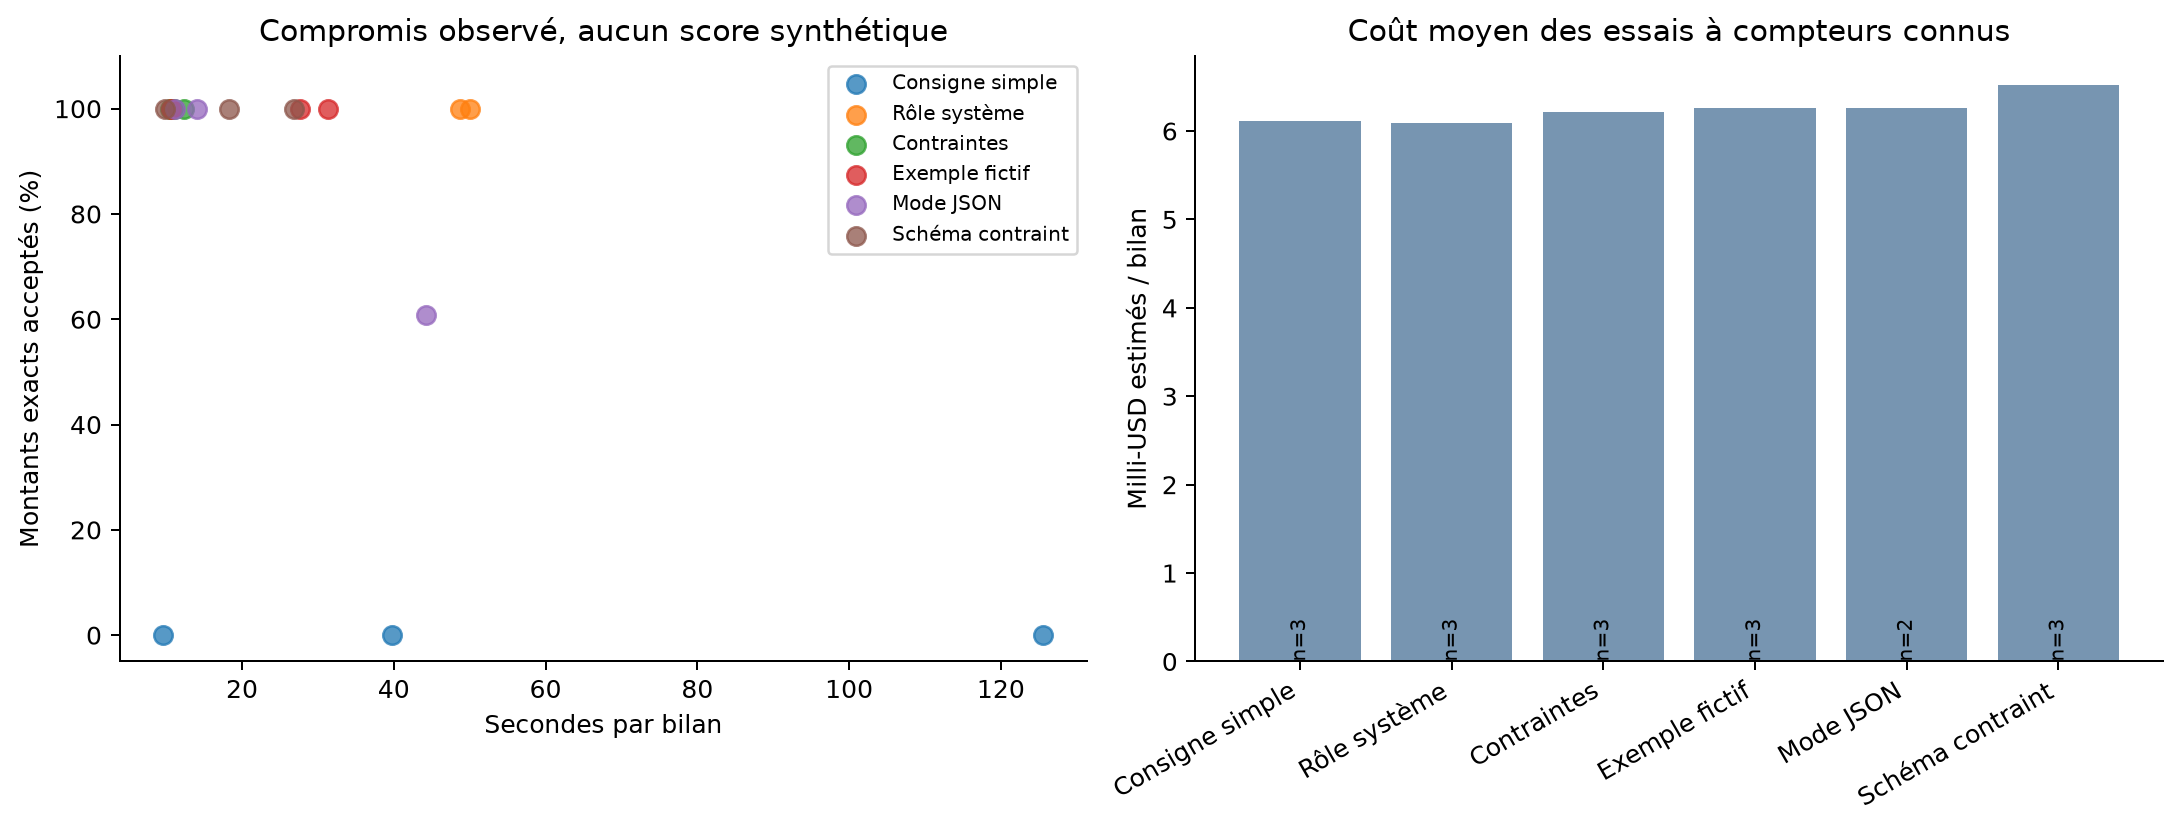 Compromis observé, aucun score synthétique
Montants exacts acceptés (%)
100
80
60
40
20
0
Consigne simple
Rôle système
Contraintes
Exemple fictif
Mode JSON
Schéma contraint
20 40 60 80 100 120
Secondes par bilan
Coût moyen des essais à compteurs connus
Milli-USD estimés / bilan
6
5
4
3
2
1
0
n=3 n=3 n=3 n=3 n=2 n=3
Consigne simple
Rôle système
Contraintes
Exemple fictif
Mode JSON
Schéma contraint